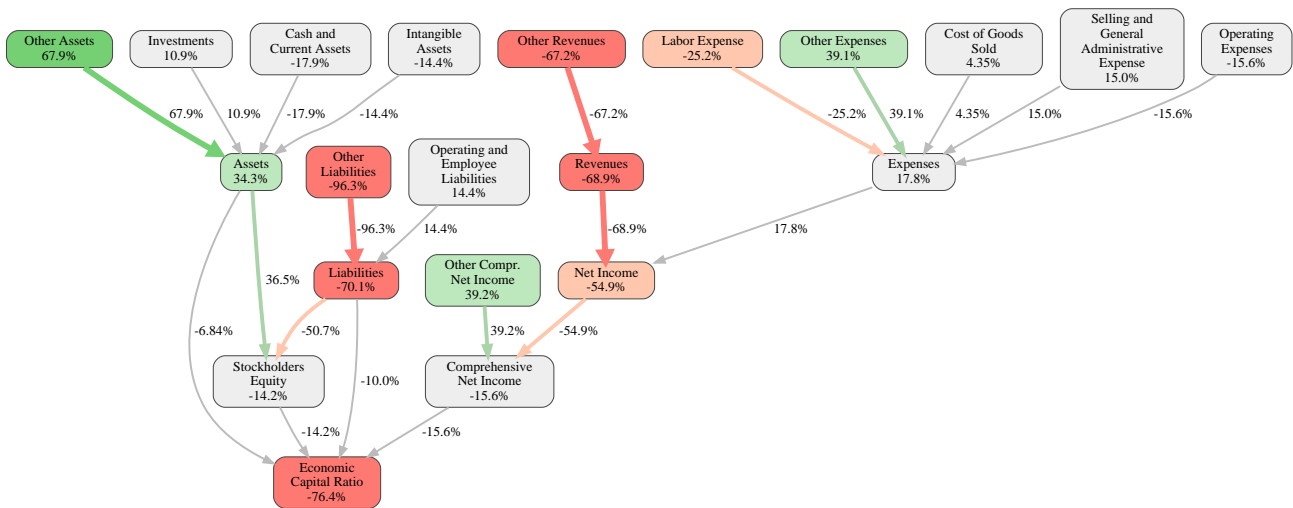 Other Assets
67.9%
Investments
10.9%
Cash and
Current Assets
-17.9%
Intangible
Assets
-14.4%
Other Revenues
-67.2%
Labor Expense
-25.2%
Other Expenses
39.1%
Cost of Goods
Sold
4.35%
Selling and
General
Administrative
Expense
15.0%
Operating
Expenses
-15.6%
67.9%
10.9%
-17.9%
-14.4%
-67.2%
-25.2%
39.1%
4.35%
15.0%
-15.6%
Assets
34.3%
Other
Liabilities
-96.3%
Operating and
Employee
Liabilities
14.4%
Revenues
-68.9%
Expenses
17.8%
-96.3%
14.4%
-68.9%
17.8%
36.5%
Liabilities
-70.1%
Other Compr.
Net Income
39.2%
Net Income
-54.9%
-6.84%
-50.7%
39.2%
-54.9%
Stockholders
Equity
-14.2%
-10.0%
Comprehensive
Net Income
-15.6%
-14.2%
-15.6%
Economic
Capital Ratio
-76.4%